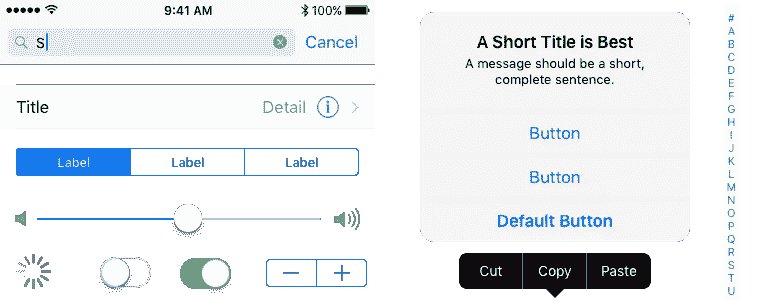 9:41 AM 100%
S Cancel
Title Detail i
Label Label Label
A Short Title is Best
A message should be a short,
complete sentence.
Button
Button
Default Button
Cut Copy Paste
#
A
B
C
D
E
F
G
H
I
J
K
L
M
N
O
P
Q
R
S
T
U